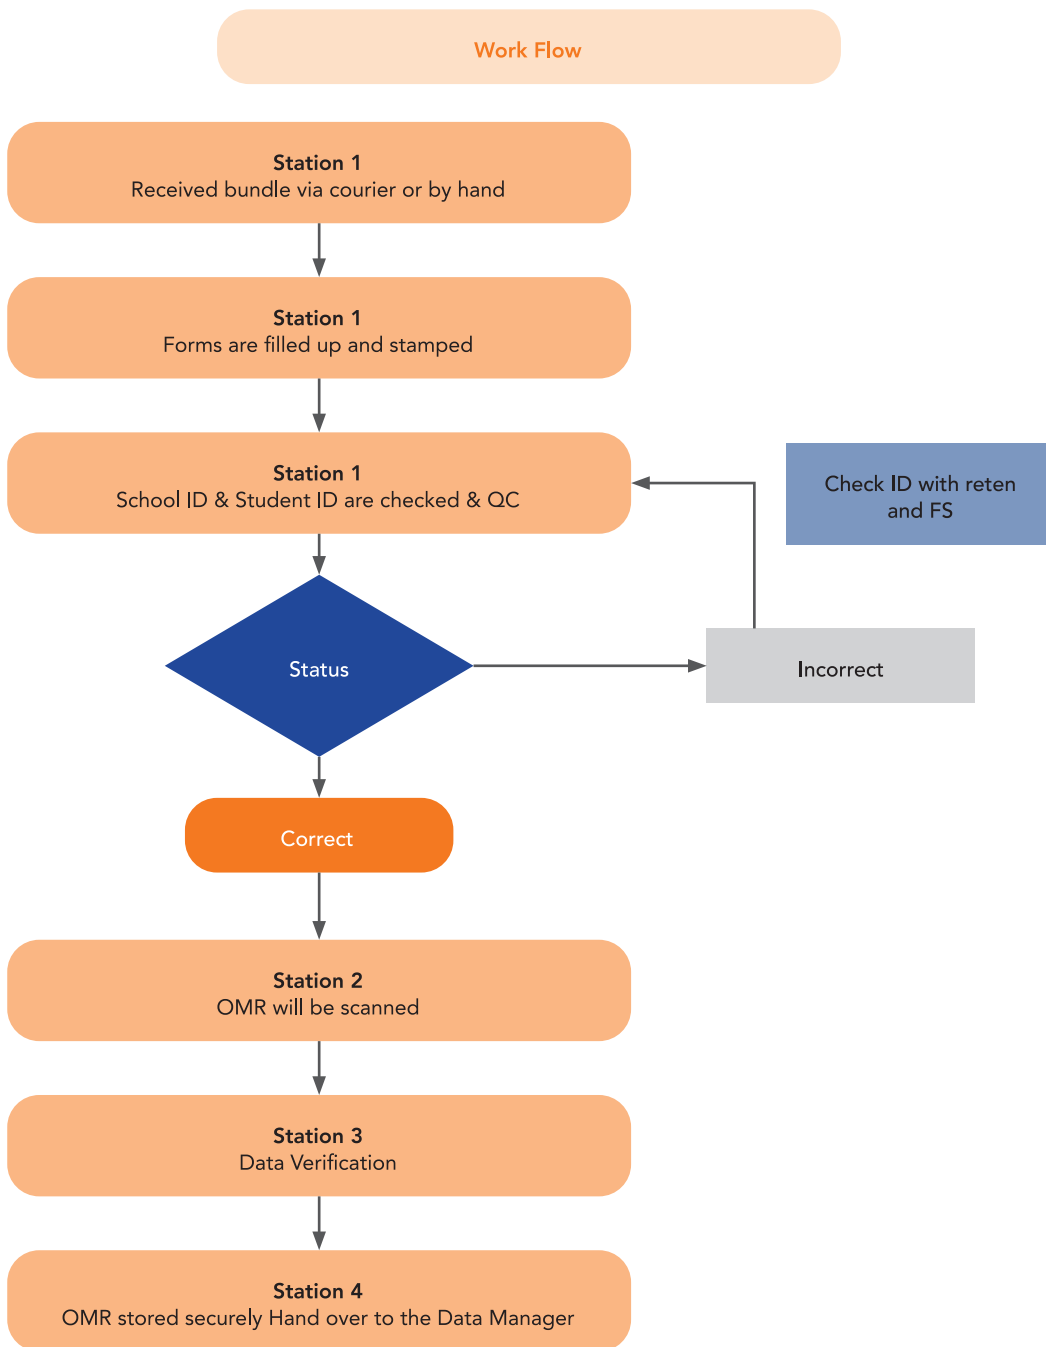 Work Flow
Station 1
Received bundle via courier or by hand
Station 1
Forms are filled up and stamped
Station 1
School ID & Student ID are checked & QC
Check ID with reten
and FS
Status
Incorrect
Correct
Station 2
OMR will be scanned
Station 3
Data Verification
Station 4
OMR stored securely Hand over to the Data Manager